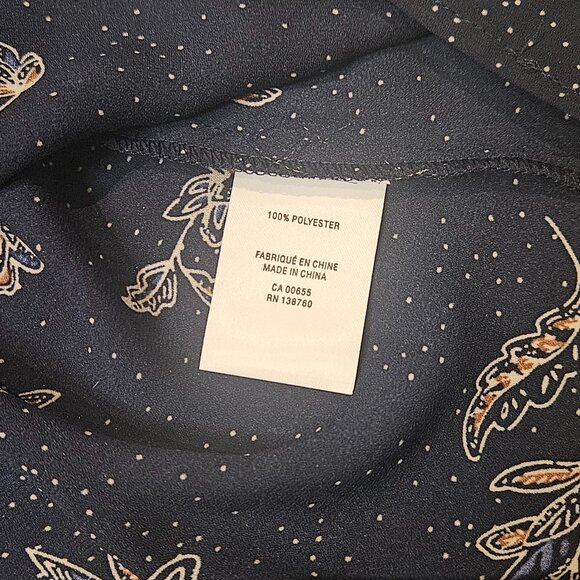 100% POLYESTER
FABRIQUÉ EN CHINE
MADE IN CHINA
CA 00655
RN 138760